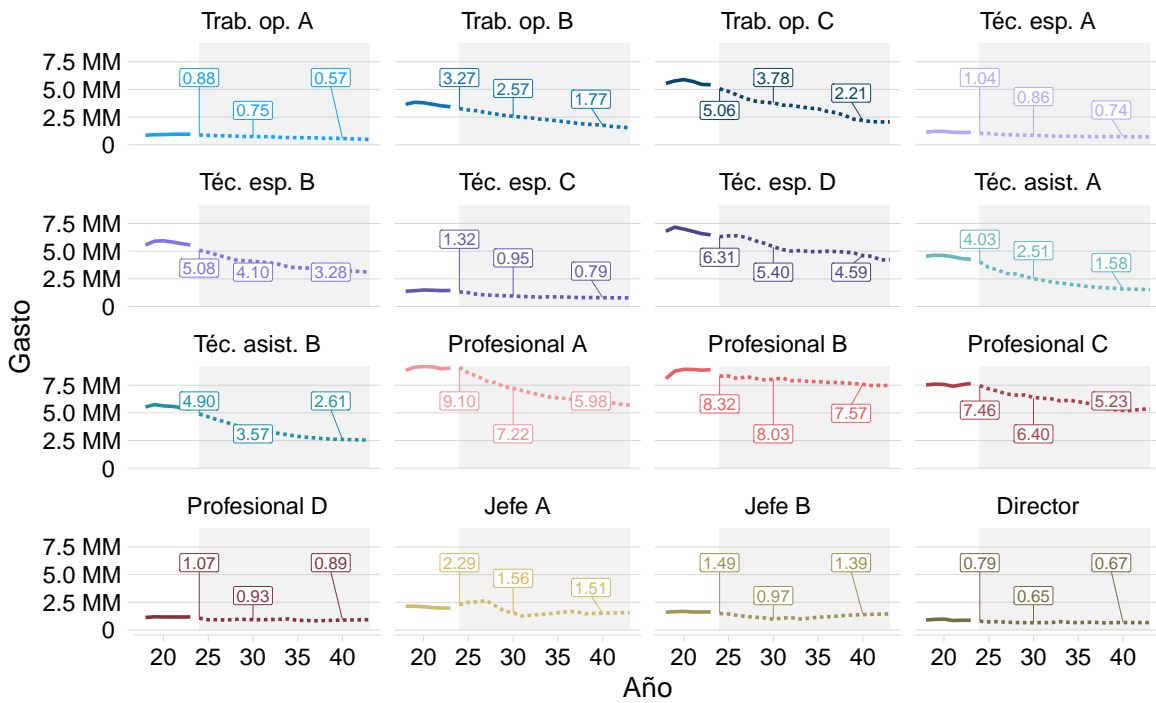 Trab. op. A Trab. op. B Trab. op. C Téc. esp. A
7.5 MM
5.0 MM
2.5 MM
0
0.88 0.75 0.57
3.27 2.57 1.77
5.06 3.78 2.21
1.04 0.86 0.74
Téc. esp. B Téc. esp. C Téc. esp. D Téc. asist. A
7.5 MM
5.0 MM
2.5 MM
0
5.08 4.10 3.28
1.32 0.95 0.79
6.31 5.40 4.59
4.03 2.51 1.58
Téc. asist. B Profesional A Profesional B Profesional C
7.5 MM
5.0 MM
2.5 MM
0
4.90 3.57 2.61
9.10 7.22 5.98
8.32 8.03 7.57
7.46 6.40 5.23
Profesional D Jefe A Jefe B Director
7.5 MM
5.0 MM
2.5 MM
0
1.07 0.93 0.89
2.29 1.56 1.51
1.49 0.97 1.39
0.79 0.65 0.67
20 25 30 35 40 20 25 30 35 40 20 25 30 35 40 20 25 30 35 40
Año
Gasto